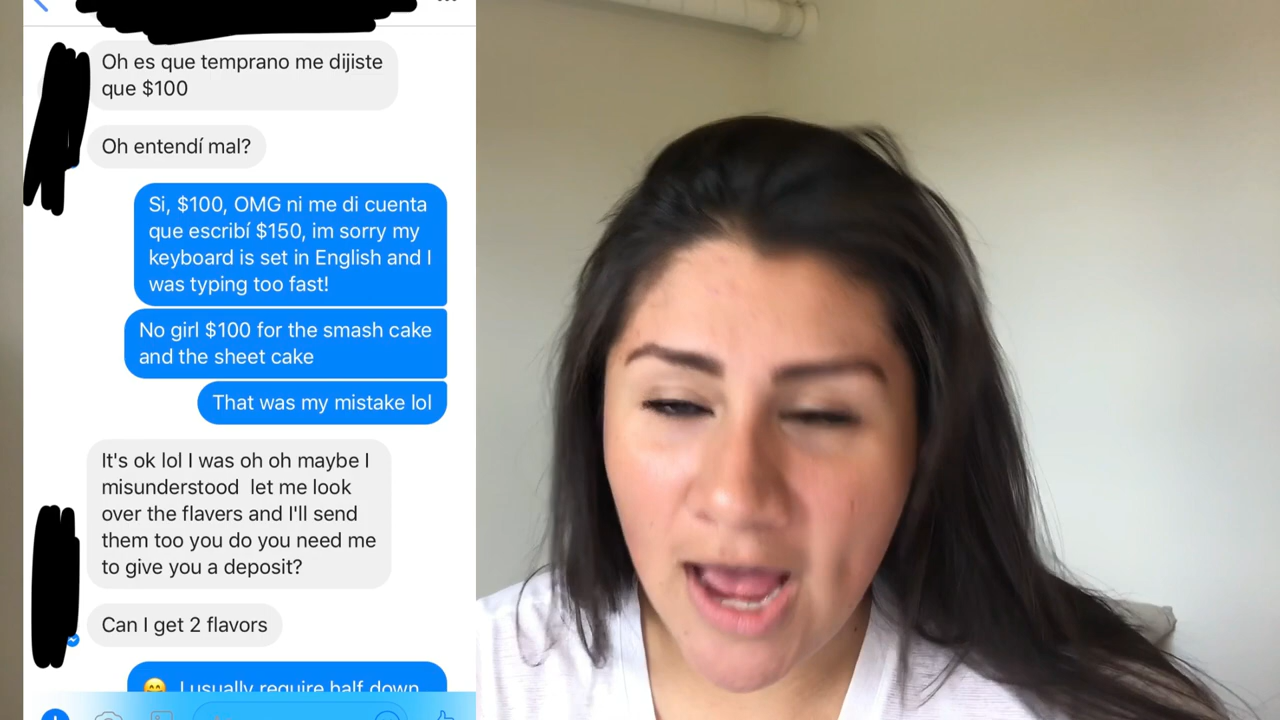 Oh es que temprano me dijiste
que $100
Oh entendí mal?
Si, $100, OMG ni me di cuenta
que escribí $150, im sorry my
keyboard is set in English and I
was typing too fast!
No girl $100 for the smash cake
and the sheet cake
That was my mistake lol
It's ok lol I was oh oh maybe I
misunderstood let me look
over the flavers and I'll send
them too you do you need me
to give you a deposit?
Can I get 2 flavors
I usually require half down